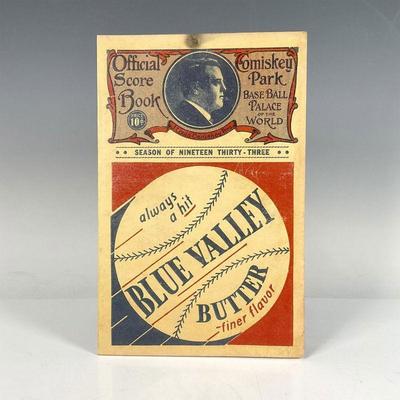 Official
Score
Book
PRICE
10¢
Comiskey
Park
BASE BALL
PALACE
OF THE
WORLD
SEASON OF NINETEEN THIRTY-THREE
always
a hit
BLUE VALLEY
BUTTER
-finer flavor